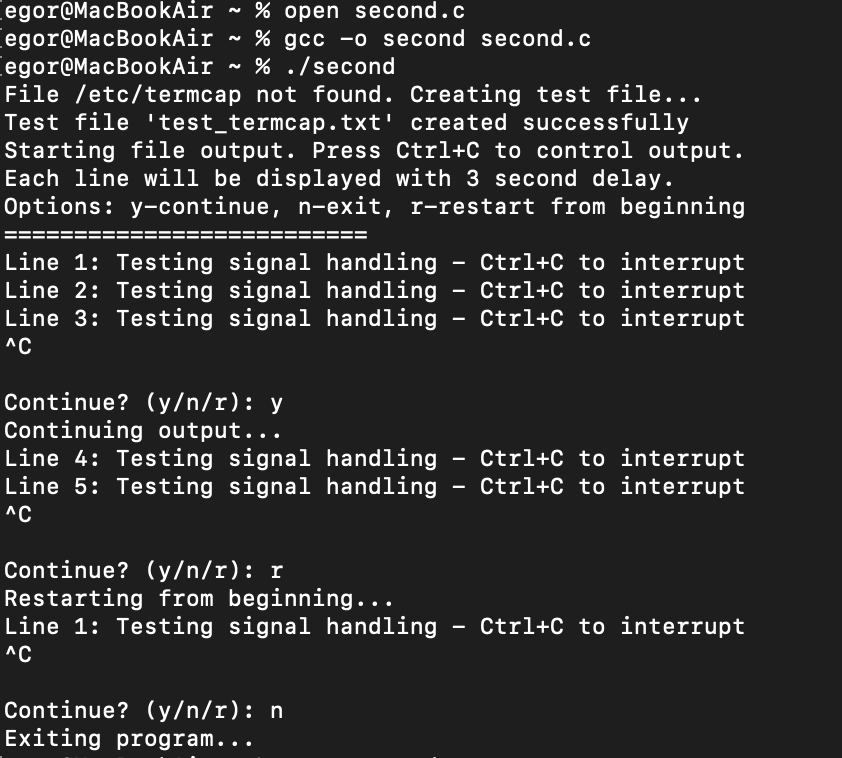 egor@MacBookAir ~ % open second.c
egor@MacBookAir ~ % gcc -o second second.c
egor@MacBookAir ~ % ./second
File /etc/termcap not found. Creating test file...
Test file 'test_termcap.txt' created successfully
Starting file output. Press Ctrl+C to control output.
Each line will be displayed with 3 second delay.
Options: y-continue, n-exit, r-restart from beginning
==========================
Line 1: Testing signal handling - Ctrl+C to interrupt
Line 2: Testing signal handling - Ctrl+C to interrupt
Line 3: Testing signal handling - Ctrl+C to interrupt
^C
Continue? (y/n/r): y
Continuing output...
Line 4: Testing signal handling - Ctrl+C to interrupt
Line 5: Testing signal handling - Ctrl+C to interrupt
^C
Continue? (y/n/r): r
Restarting from beginning...
Line 1: Testing signal handling - Ctrl+C to interrupt
^C
Continue? (y/n/r): n
Exiting program...